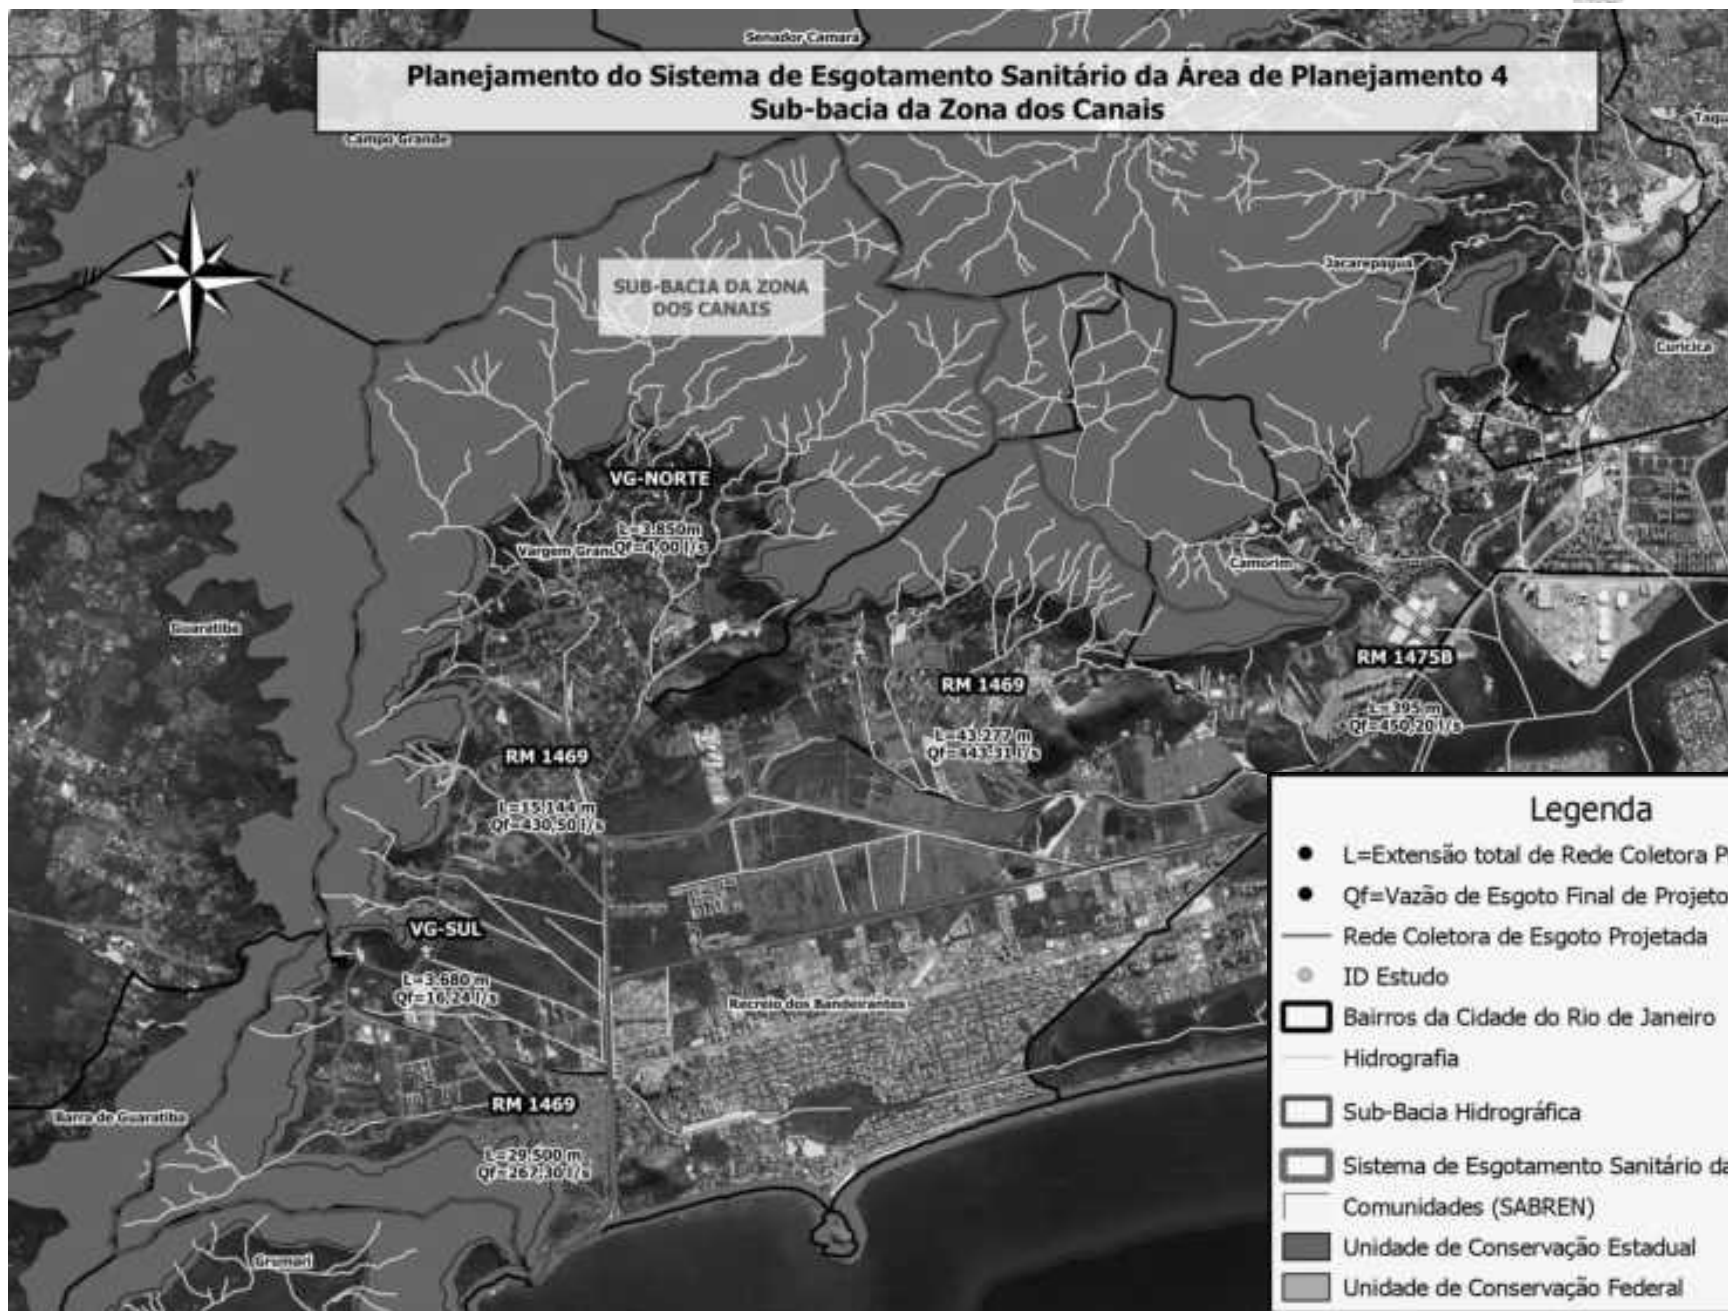 Senador Camará
Planejamento do Sistema de Esgotamento Sanitário da Área de Planejamento 4
Sub-bacia da Zona dos Canais
Campo Grande
N
E
S
SUB-BACIA DA ZONA
DOS CANAIS
Jacarepaguá
Curicica
VG-NORTE
L=3.850m
Qf=4,00 l/s
Vargem Grand
Camorim
Guaratiba
RM 1475B
L=395 m
Qf=450,20 l/s
RM 1469
L=43.277 m
Qf=443,31 l/s
RM 1469
L=15.144 m
Qf=430,50 l/s
VG-SUL
L=3.680 m
Qf=16,24 l/s
Recreio dos Bandeirantes
RM 1469
L=29.500 m
Qf=267,30 l/s
Barra de Guaratiba
Grumari
Legenda
L=Extensão total de Rede Coletora P
Qf=Vazão de Esgoto Final de Projeto
Rede Coletora de Esgoto Projetada
ID Estudo
Bairros da Cidade do Rio de Janeiro
Hidrografia
Sub-Bacia Hidrográfica
Sistema de Esgotamento Sanitário da
Comunidades (SABREN)
Unidade de Conservação Estadual
Unidade de Conservação Federal